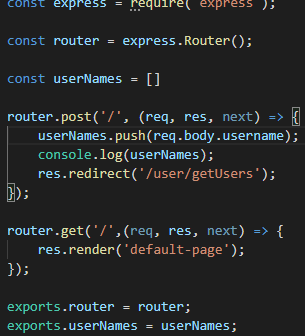 const express = require('express');
const router = express.Router();
const userNames = []
router.post('/', (req, res, next) => {
userNames.push(req.body.username);
console.log(userNames);
res.redirect('/user/getUsers');
});
router.get('/',(req, res, next) => {
res.render('default-page');
});
exports.router = router;
exports.userNames = userNames;